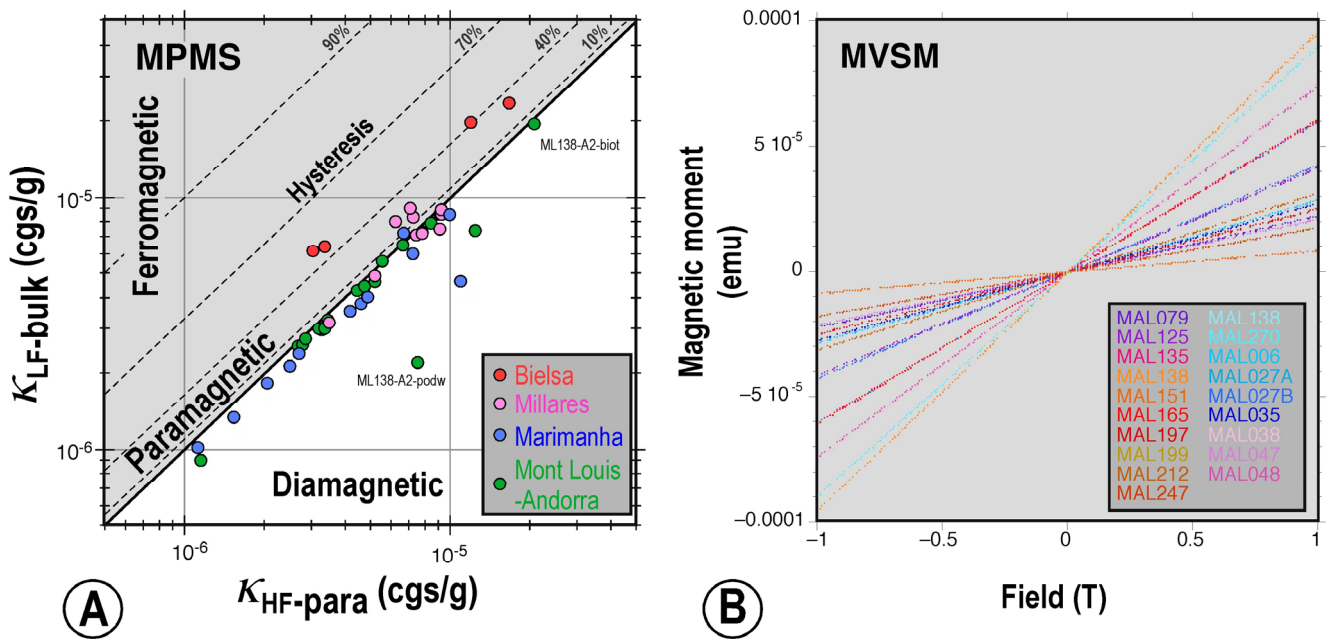 MPMS
90%
70%
40%
10%
Ferromagnetic
Hysteresis
Paramagnetic
Diamagnetic
ML138-A2-biot
ML138-A2-podw
Bielsa
Millares
Marimanha
Mont Louis
-Andorra
κLF-bulk (cgs/g)
10-5
10-6
10-6
10-5
κHF-para (cgs/g)
A
MVSM
Magnetic moment
(emu)
0.0001
5 10-5
0
−5 10-5
−0.0001
−1
−0.5
0
0.5
1
Field (T)
MAL079 MAL138
MAL125 MAL270
MAL135 MAL006
MAL138 MAL027A
MAL151 MAL027B
MAL165 MAL035
MAL197 MAL038
MAL199 MAL047
MAL212 MAL048
MAL247
B